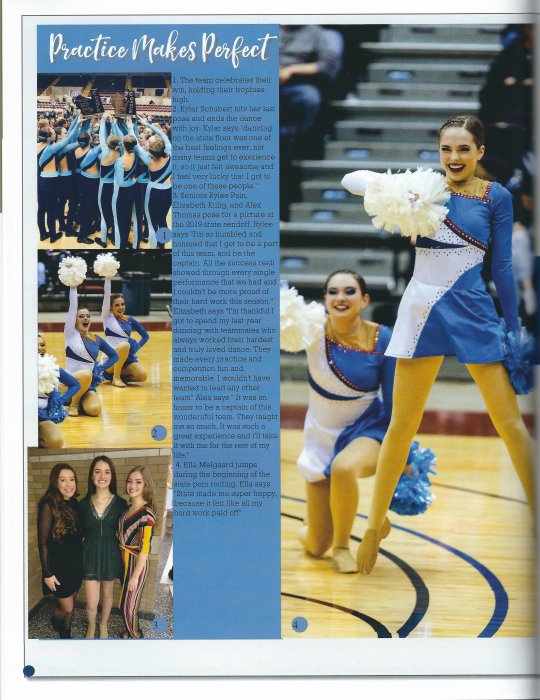 Practice Makes Perfect
1. The team celebrates their
win, holding their trophies
high.
2. Kylar Schubert hits her last
pose and ends the dance
with joy. Kylar says "dancing
on the state floor was one of
the best feelings ever, not
many teams get to exerience
it, so it just felt awesome and
I feel very lucky that I got to
be one of those people."
3. Seniors Rylee Pain,
Elizabeth Kulig, and Alex
Thomas pose for a picture at
the 2019 state sendoff. Rylee
says "I'm so humbled and
honored that I got to be a part
of this team, and be the
captain. All the success reall
showed through every single
performance that we had and
I couldn't be more proud of
their hard work this season."
Elizabeth says "I'm thankful I
got to spend my last year
dancing with teammates who
always worked hteir hardest
and truly loved dance. They
made every practice and
competition fun and
memorable. I wouldn't have
wanted to lead any other
team" Alex says " It was an
honor to be a captain of this
wonderful team. They taught
me so much. It was such a
great experience and I'll take
it with me for the rest of my
life."
4. Ella Melgaard jumps
during the beginning of the
state pom routing. Ella says
"State made me super happy,
because it felt like all my
hard work paid off"
1
2
3
4